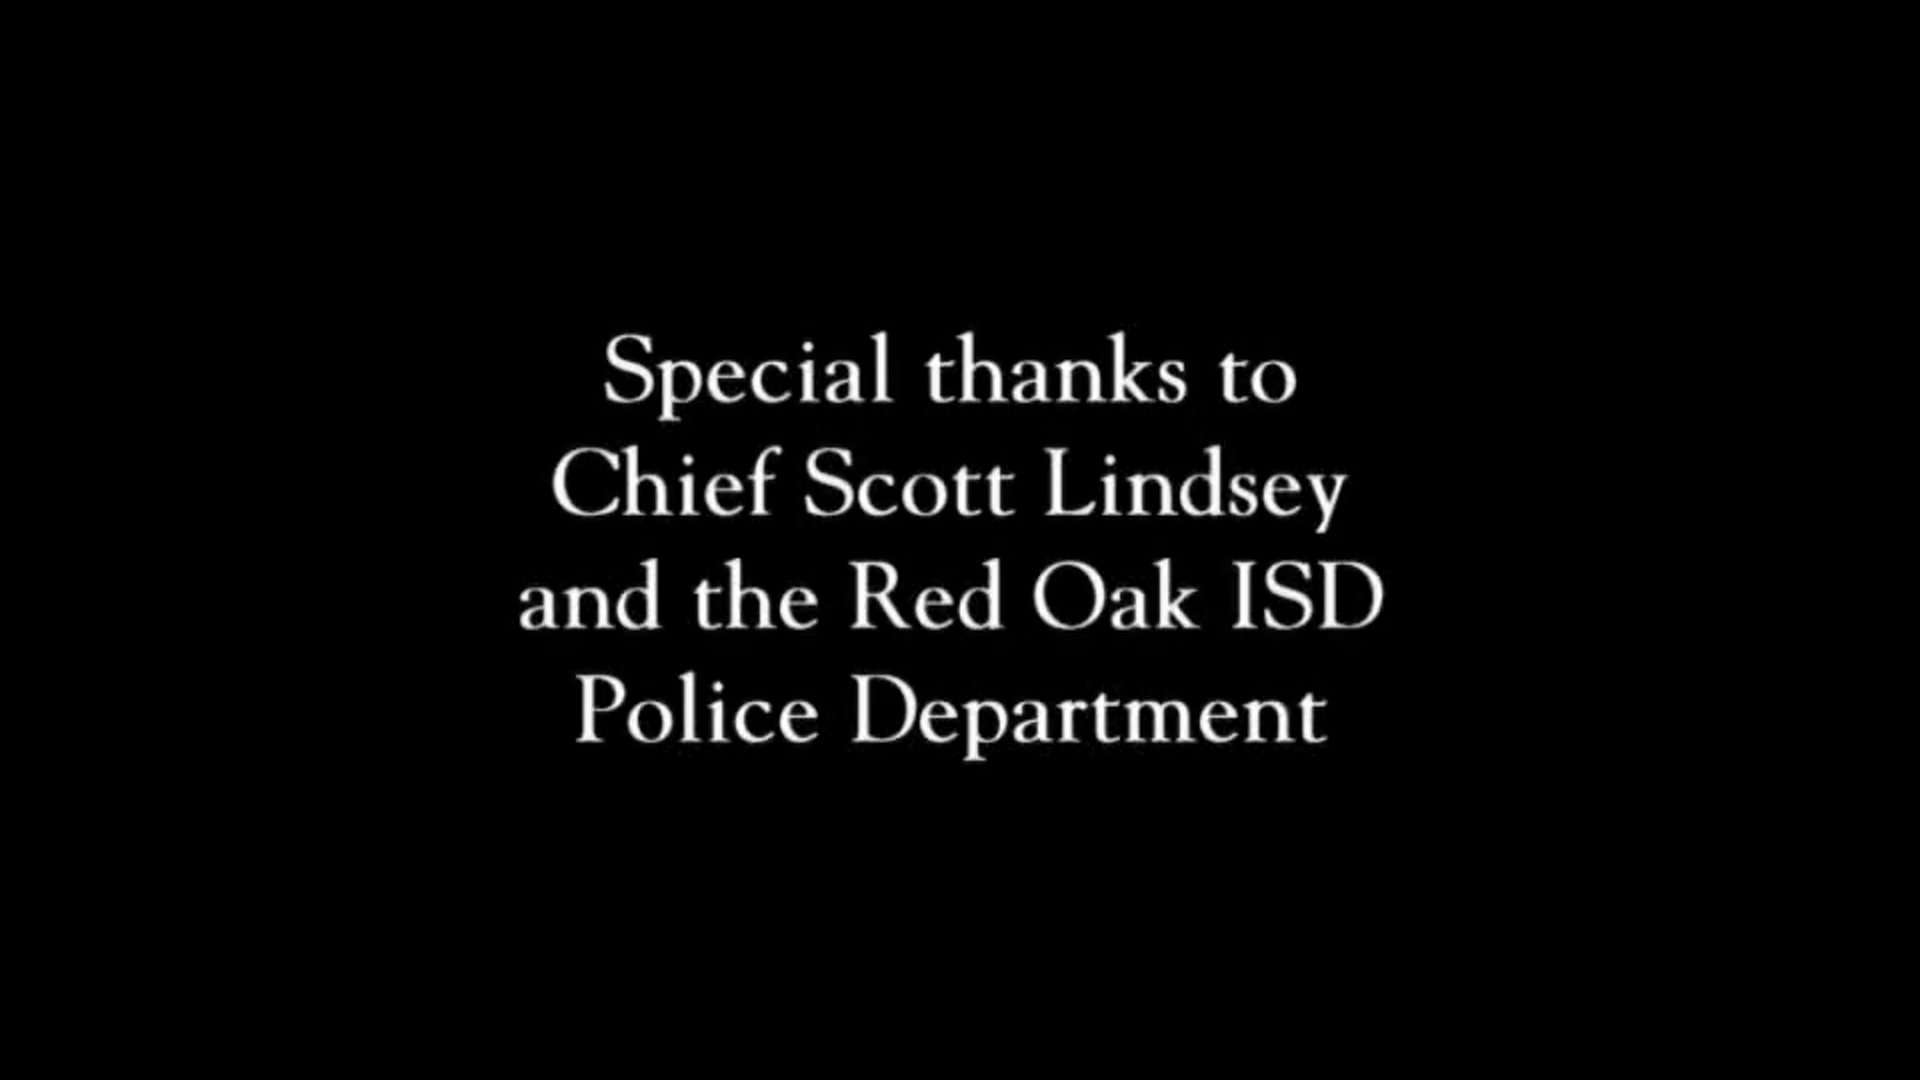 Special thanks to
Chief Scott Lindsey
and the Red Oak ISD
Police Department